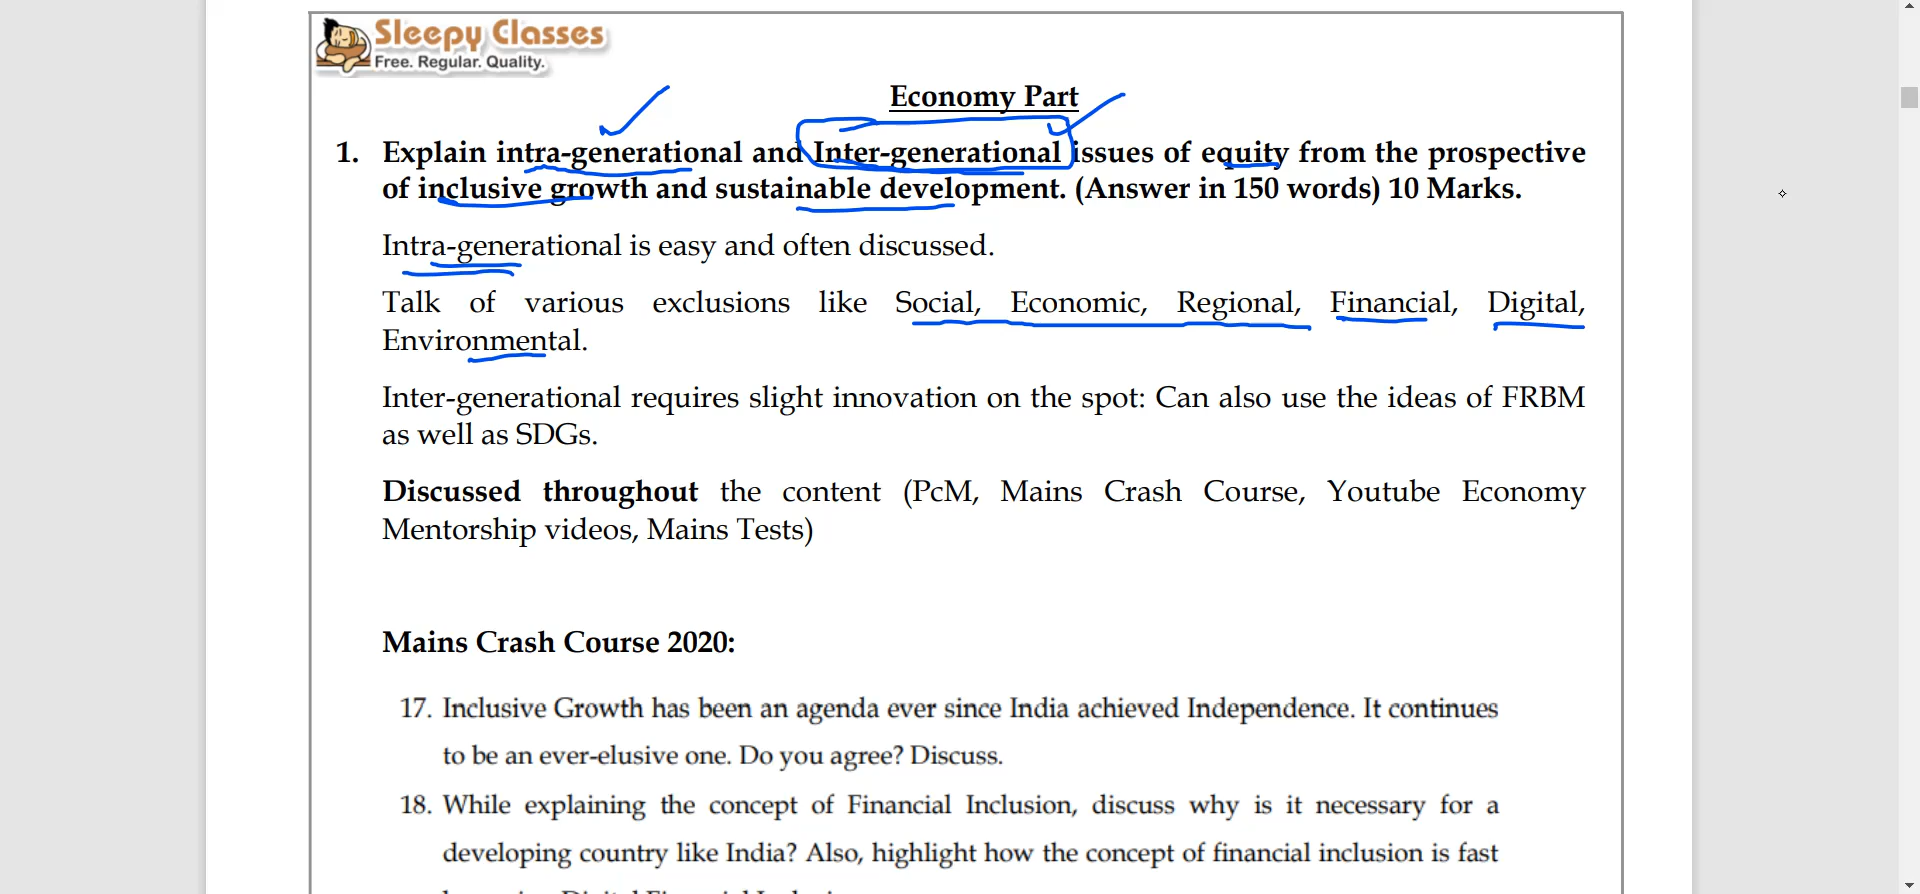 Sleepy Classes
Free. Regular. Quality.
Economy Part
1. Explain intra-generational and Inter-generational issues of equity from the prospective
of inclusive growth and sustainable development. (Answer in 150 words) 10 Marks.
Intra-generational is easy and often discussed.
Talk of various exclusions like Social, Economic, Regional, Financial, Digital,
Environmental.
Inter-generational requires slight innovation on the spot: Can also use the ideas of FRBM
as well as SDGs.
Discussed throughout the content (PcM, Mains Crash Course, Youtube Economy
Mentorship videos, Mains Tests)
Mains Crash Course 2020:
17. Inclusive Growth has been an agenda ever since India achieved Independence. It continues
to be an ever-elusive one. Do you agree? Discuss.
18. While explaining the concept of Financial Inclusion, discuss why is it necessary for a
developing country like India? Also, highlight how the concept of financial inclusion is fast